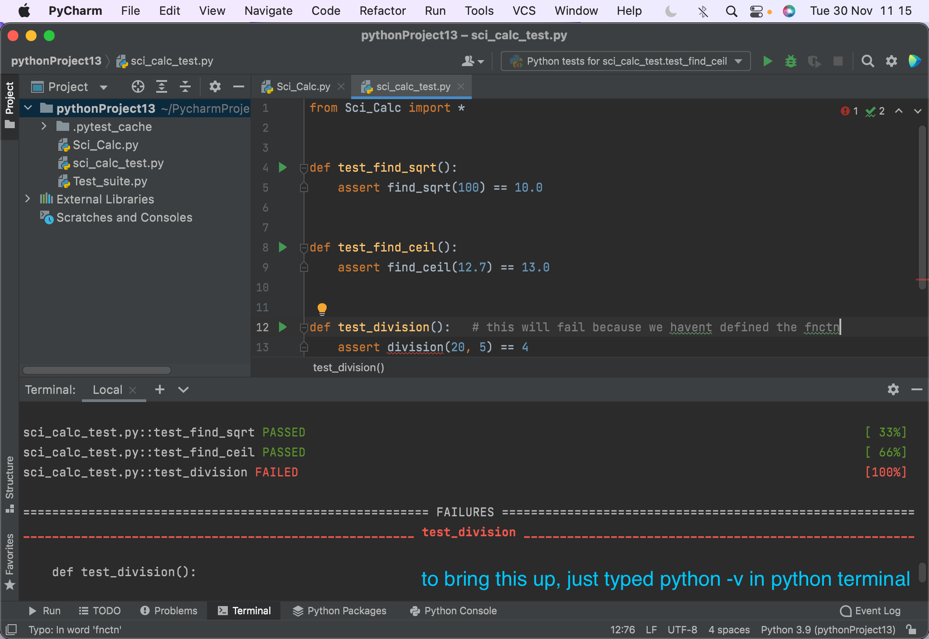 PyCharm File Edit View Navigate Code Refactor Run Tools VCS Window Help Tue 30 Nov 11 15
pythonProject13 – sci_calc_test.py
pythonProject13 sci_calc_test.py Python tests for sci_calc_test.test_find_ceil
Project Project Sci_Calc.py sci_calc_test.py
pythonProject13 ~/PycharmProje
.pytest_cache
Sci_Calc.py
sci_calc_test.py
Test_suite.py
External Libraries
Scratches and Consoles
1 from Sci_Calc import * 1 2
2
3
4 def test_find_sqrt():
5 assert find_sqrt(100) == 10.0
6
7
8 def test_find_ceil():
9 assert find_ceil(12.7) == 13.0
10
11
12 def test_division(): # this will fail because we havent defined the fnctn
13 assert division(20, 5) == 4
test_division()
Terminal: Local
sci_calc_test.py::test_find_sqrt PASSED [ 33%]
sci_calc_test.py::test_find_ceil PASSED [ 66%]
sci_calc_test.py::test_division FAILED [100%]
Structure
Favorites
FAILURES
test_division
def test_division():
to bring this up, just typed python -v in python terminal
Run TODO Problems Terminal Python Packages Python Console Event Log
Typo: In word 'fnctn' 12:76 LF UTF-8 4 spaces Python 3.9 (pythonProject13)